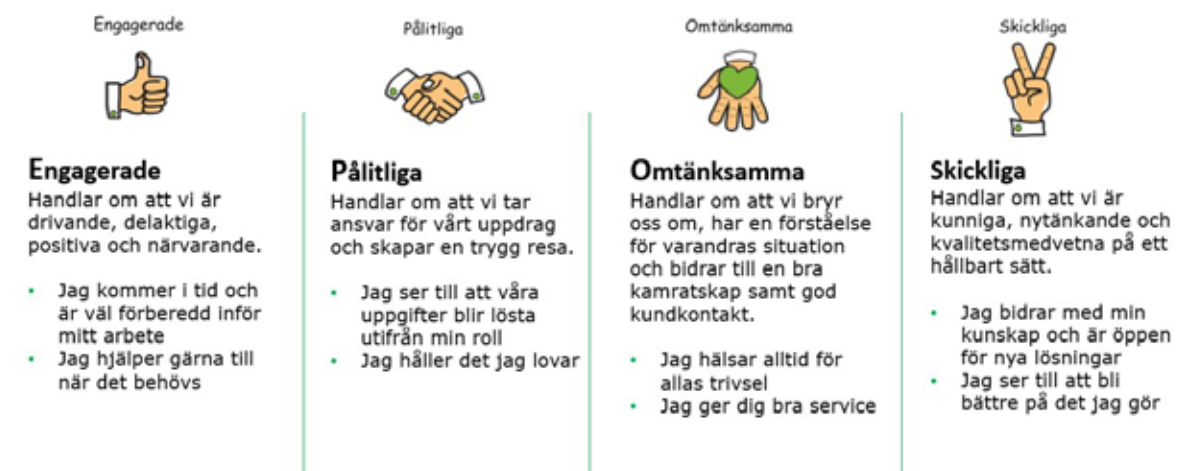 Engagerade
Engagerade
Handlar om att vi är
drivande, delaktiga,
positiva och närvarande.
• Jag kommer i tid och
är väl förberedd inför
mitt arbete
• Jag hjälper gärna till
när det behövs
Pålitliga
Pålitliga
Handlar om att vi tar
ansvar för vårt uppdrag
och skapar en trygg resa.
• Jag ser till att våra
uppgifter blir lösta
utifrån min roll
• Jag håller det jag lovar
Omtänksamma
Omtänksamma
Handlar om att vi bryr
oss om, har en förståelse
för varandras situation
och bidrar till en bra
kamratskap samt god
kundkontakt.
• Jag hälsar alltid för
allas trivsel
• Jag ger dig bra service
Skickliga
Skickliga
Handlar om att vi är
kunniga, nytänkande och
kvalitetsmedvetna på ett
hållbart sätt.
• Jag bidrar med min
kunskap och är öppen
för nya lösningar
• Jag ser till att bli
bättre på det jag gör